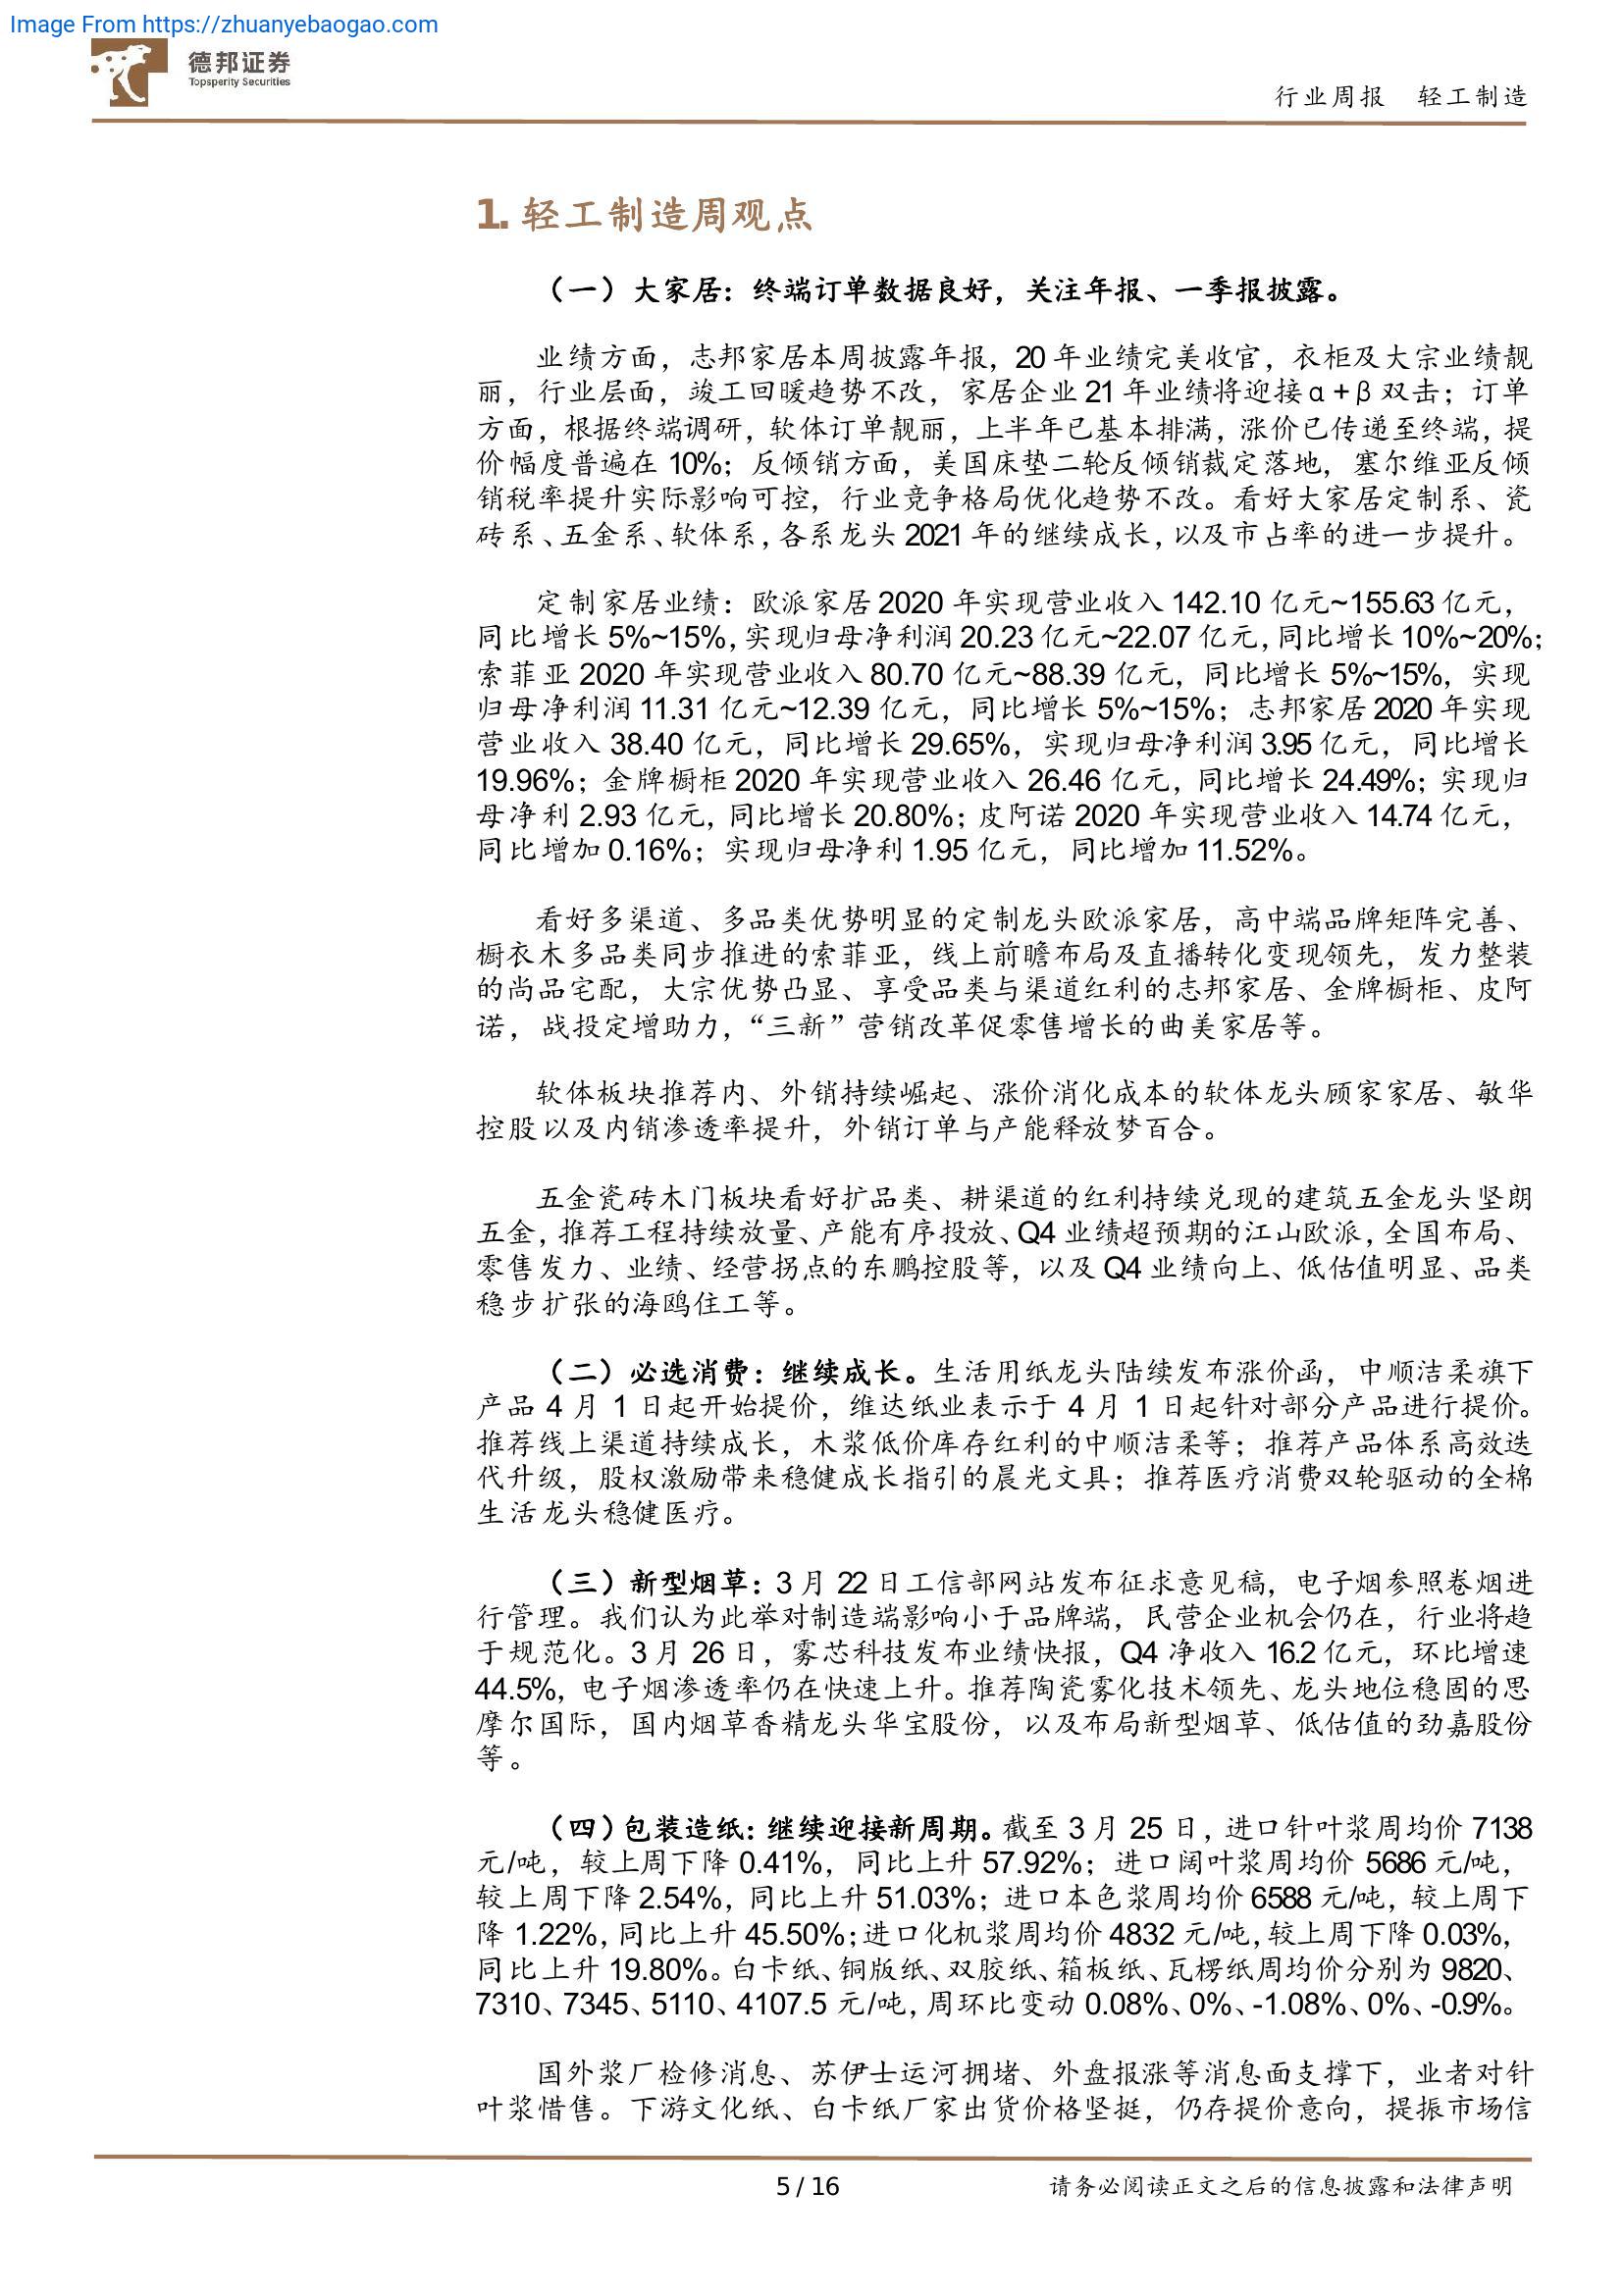 Image From https://zhuanyebaogao.com
德邦证券
Topsperity Securities
行业周报 轻工制造
1. 轻工制造周观点
（一）大家居：终端订单数据良好，关注年报、一季报披露。
业绩方面，志邦家居本周披露年报，20 年业绩完美收官，衣柜及大宗业绩靓
丽，行业层面，竣工回暖趋势不改，家居企业 21 年业绩将迎接α+β双击；订单
方面，根据终端调研，软体订单靓丽，上半年已基本排满，涨价已传递至终端，提
价幅度普遍在 10%；反倾销方面，美国床垫二轮反倾销裁定落地，塞尔维亚反倾
销税率提升实际影响可控，行业竞争格局优化趋势不改。看好大家居定制系、瓷
砖系、五金系、软体系，各系龙头 2021 年的继续成长，以及市占率的进一步提升。
定制家居业绩：欧派家居 2020 年实现营业收入 142.10 亿元~155.63 亿元，
同比增长 5%~15%，实现归母净利润 20.23 亿元~22.07 亿元，同比增长 10%~20%；
索菲亚 2020 年实现营业收入 80.70 亿元~88.39 亿元，同比增长 5%~15%，实现
归母净利润 11.31 亿元~12.39 亿元，同比增长 5%~15%；志邦家居 2020 年实现
营业收入 38.40 亿元，同比增长 29.65%，实现归母净利润 3.95 亿元，同比增长
19.96%；金牌橱柜 2020 年实现营业收入 26.46 亿元，同比增长 24.49%；实现归
母净利 2.93 亿元，同比增长 20.80%；皮阿诺 2020 年实现营业收入 14.74 亿元，
同比增加 0.16%；实现归母净利 1.95 亿元，同比增加 11.52%。
看好多渠道、多品类优势明显的定制龙头欧派家居，高中端品牌矩阵完善、
橱衣木多品类同步推进的索菲亚，线上前瞻布局及直播转化变现领先，发力整装
的尚品宅配，大宗优势凸显、享受品类与渠道红利的志邦家居、金牌橱柜、皮阿
诺，战投定增助力，“三新”营销改革促零售增长的曲美家居等。
软体板块推荐内、外销持续崛起、涨价消化成本的软体龙头顾家家居、敏华
控股以及内销渗透率提升，外销订单与产能释放梦百合。
五金瓷砖木门板块看好扩品类、耕渠道的红利持续兑现的建筑五金龙头坚朗
五金，推荐工程持续放量、产能有序投放、Q4 业绩超预期的江山欧派，全国布局、
零售发力、业绩、经营拐点的东鹏控股等，以及 Q4 业绩向上、低估值明显、品类
稳步扩张的海鸥住工等。
（二）必选消费：继续成长。生活用纸龙头陆续发布涨价函，中顺洁柔旗下
产品 4 月 1 日起开始提价，维达纸业表示于 4 月 1 日起针对部分产品进行提价。
推荐线上渠道持续成长，木浆低价库存红利的中顺洁柔等；推荐产品体系高效迭
代升级，股权激励带来稳健成长指引的晨光文具；推荐医疗消费双轮驱动的全棉
生活龙头稳健医疗。
（三）新型烟草：3 月 22 日工信部网站发布征求意见稿，电子烟参照卷烟进
行管理。我们认为此举对制造端影响小于品牌端，民营企业机会仍在，行业将趋
于规范化。3 月 26 日，雾芯科技发布业绩快报，Q4 净收入 16.2 亿元，环比增速
44.5%，电子烟渗透率仍在快速上升。推荐陶瓷雾化技术领先、龙头地位稳固的思
摩尔国际，国内烟草香精龙头华宝股份，以及布局新型烟草、低估值的劲嘉股份
等。
（四）包装造纸：继续迎接新周期。截至 3 月 25 日，进口针叶浆周均价 7138
元/吨，较上周下降 0.41%，同比上升 57.92%；进口阔叶浆周均价 5686 元/吨，
较上周下降 2.54%，同比上升 51.03%；进口本色浆周均价 6588 元/吨，较上周下
降 1.22%，同比上升 45.50%；进口化机浆周均价 4832 元/吨，较上周下降 0.03%，
同比上升 19.80%。白卡纸、铜版纸、双胶纸、箱板纸、瓦楞纸周均价分别为 9820、
7310、7345、5110、4107.5 元/吨，周环比变动 0.08%、0%、-1.08%、0%、-0.9%。
国外浆厂检修消息、苏伊士运河拥堵、外盘报涨等消息面支撑下，业者对针
叶浆惜售。下游文化纸、白卡纸厂家出货价格坚挺，仍存提价意向，提振市场信
5 / 16
请务必阅读正文之后的信息披露和法律声明